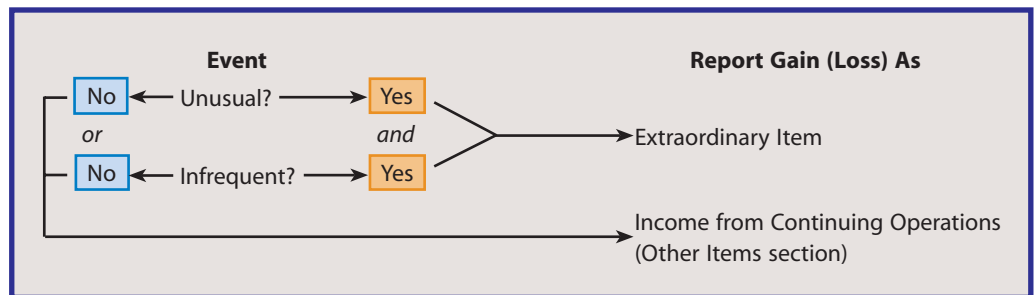 Event
Report Gain (Loss) As
No Unusual? Yes
or and
Extraordinary Item
No Infrequent? Yes
Income from Continuing Operations
(Other Items section)